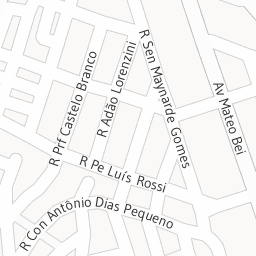 R Prf Castelo Branco
R Adão Lorenzini
R Sen Maynarde Gomes
Av Mateo Bei
R Pe Luís Rossi
R Con Antônio Dias Pequeno